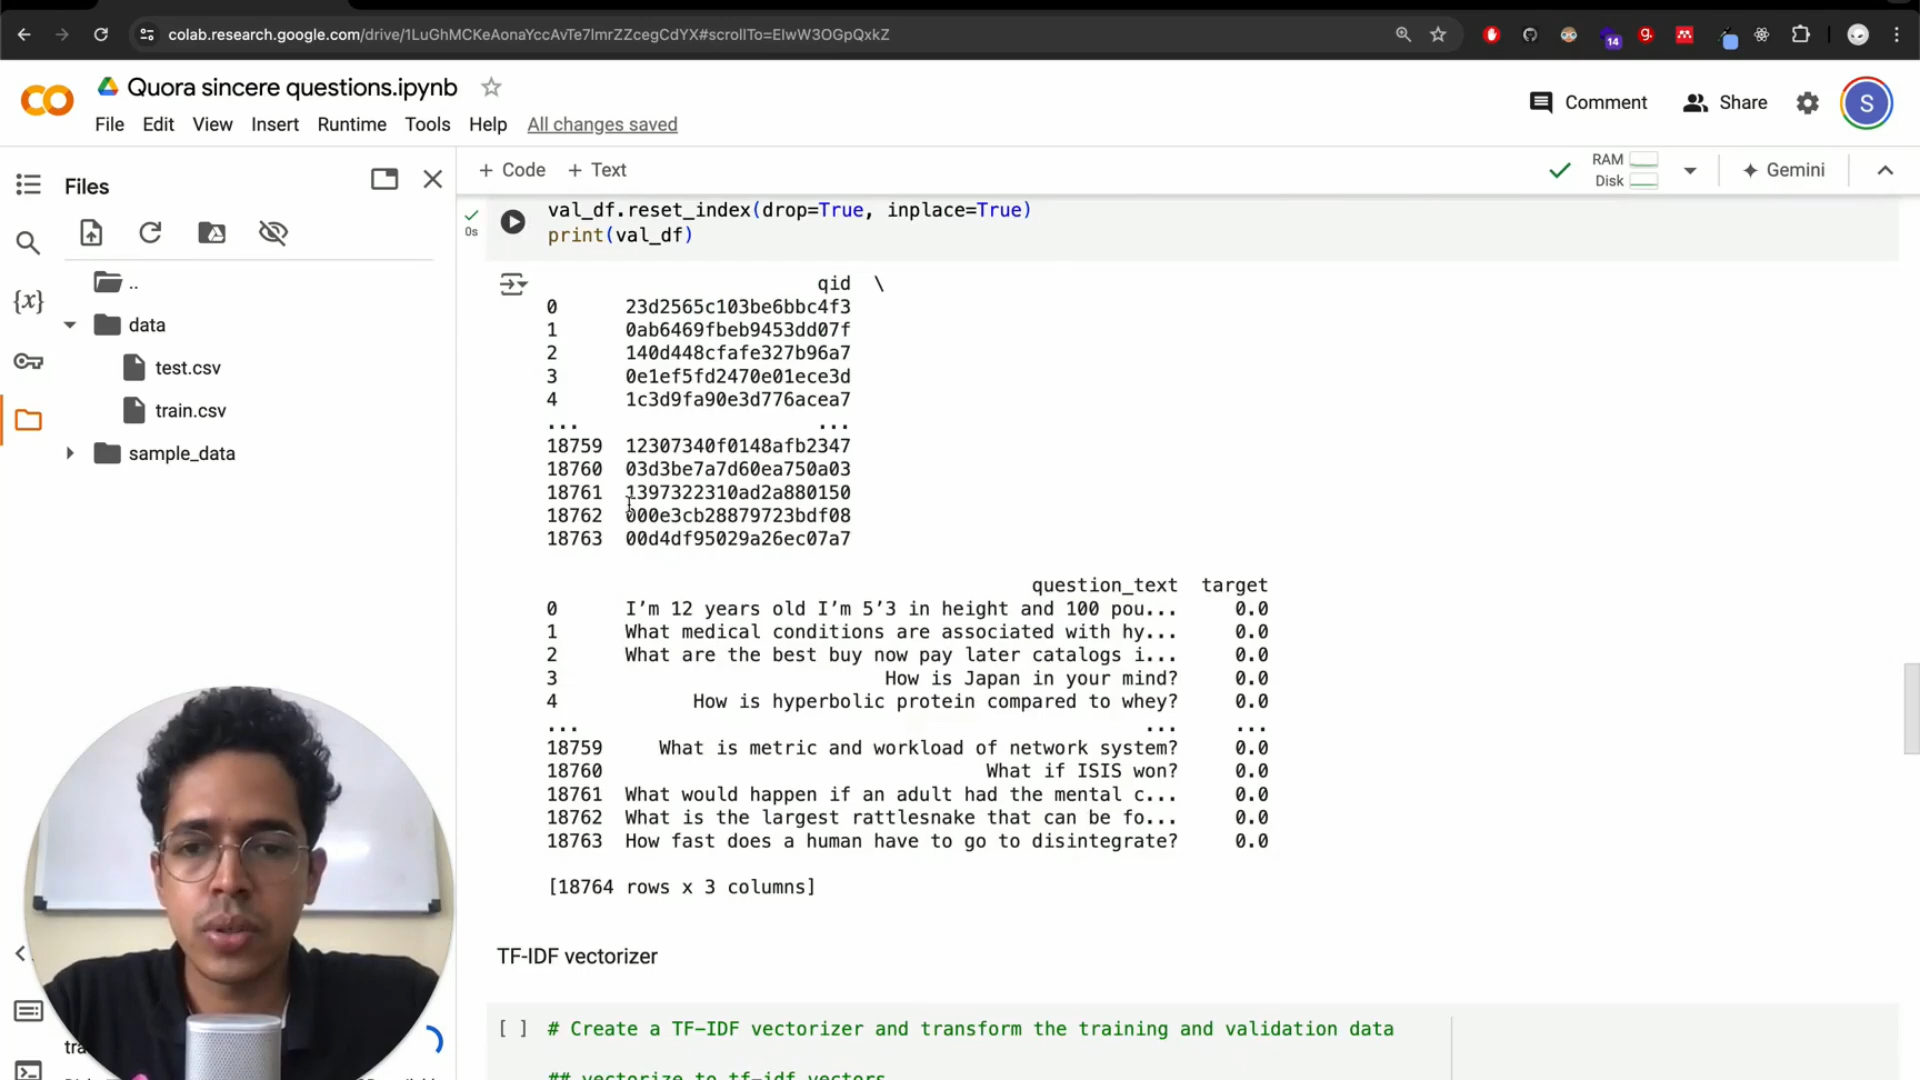 colab.research.google.com/drive/1LuGhMCKeAonaYccAvTe7ImrZZcegCdYX#scrollTo=EIwW3OGpQxkZ
14
g.
CO
Quora sincere questions.ipynb
Comment
Share
S
File Edit View Insert Runtime Tools Help All changes saved
Files
+ Code + Text
RAM
Disk
Gemini
{x}
..
data
test.csv
train.csv
sample_data
0s
val_df.reset_index(drop=True, inplace=True)
print(val_df)
qid \
0 23d2565c103be6bbc4f3
1 0ab6469fbeb9453dd07f
2 140d448cfafe327b96a7
3 0e1ef5fd2470e01ece3d
4 1c3d9fa90e3d776acea7
... ...
18759 12307340f0148afb2347
18760 03d3be7a7d60ea750a03
18761 1397322310ad2a880150
18762 000e3cb28879723bdf08
18763 00d4df95029a26ec07a7
question_text target
0 I’m 12 years old I’m 5’3 in height and 100 pou... 0.0
1 What medical conditions are associated with hy... 0.0
2 What are the best buy now pay later catalogs i... 0.0
3 How is Japan in your mind? 0.0
4 How is hyperbolic protein compared to whey? 0.0
... ... ...
18759 What is metric and workload of network system? 0.0
18760 What if ISIS won? 0.0
18761 What would happen if an adult had the mental c... 0.0
18762 What is the largest rattlesnake that can be fo... 0.0
18763 How fast does a human have to go to disintegrate? 0.0
[18764 rows x 3 columns]
TF-IDF vectorizer
[ ] # Create a TF-IDF vectorizer and transform the training and validation data
## vectorize to tf-idf vectors